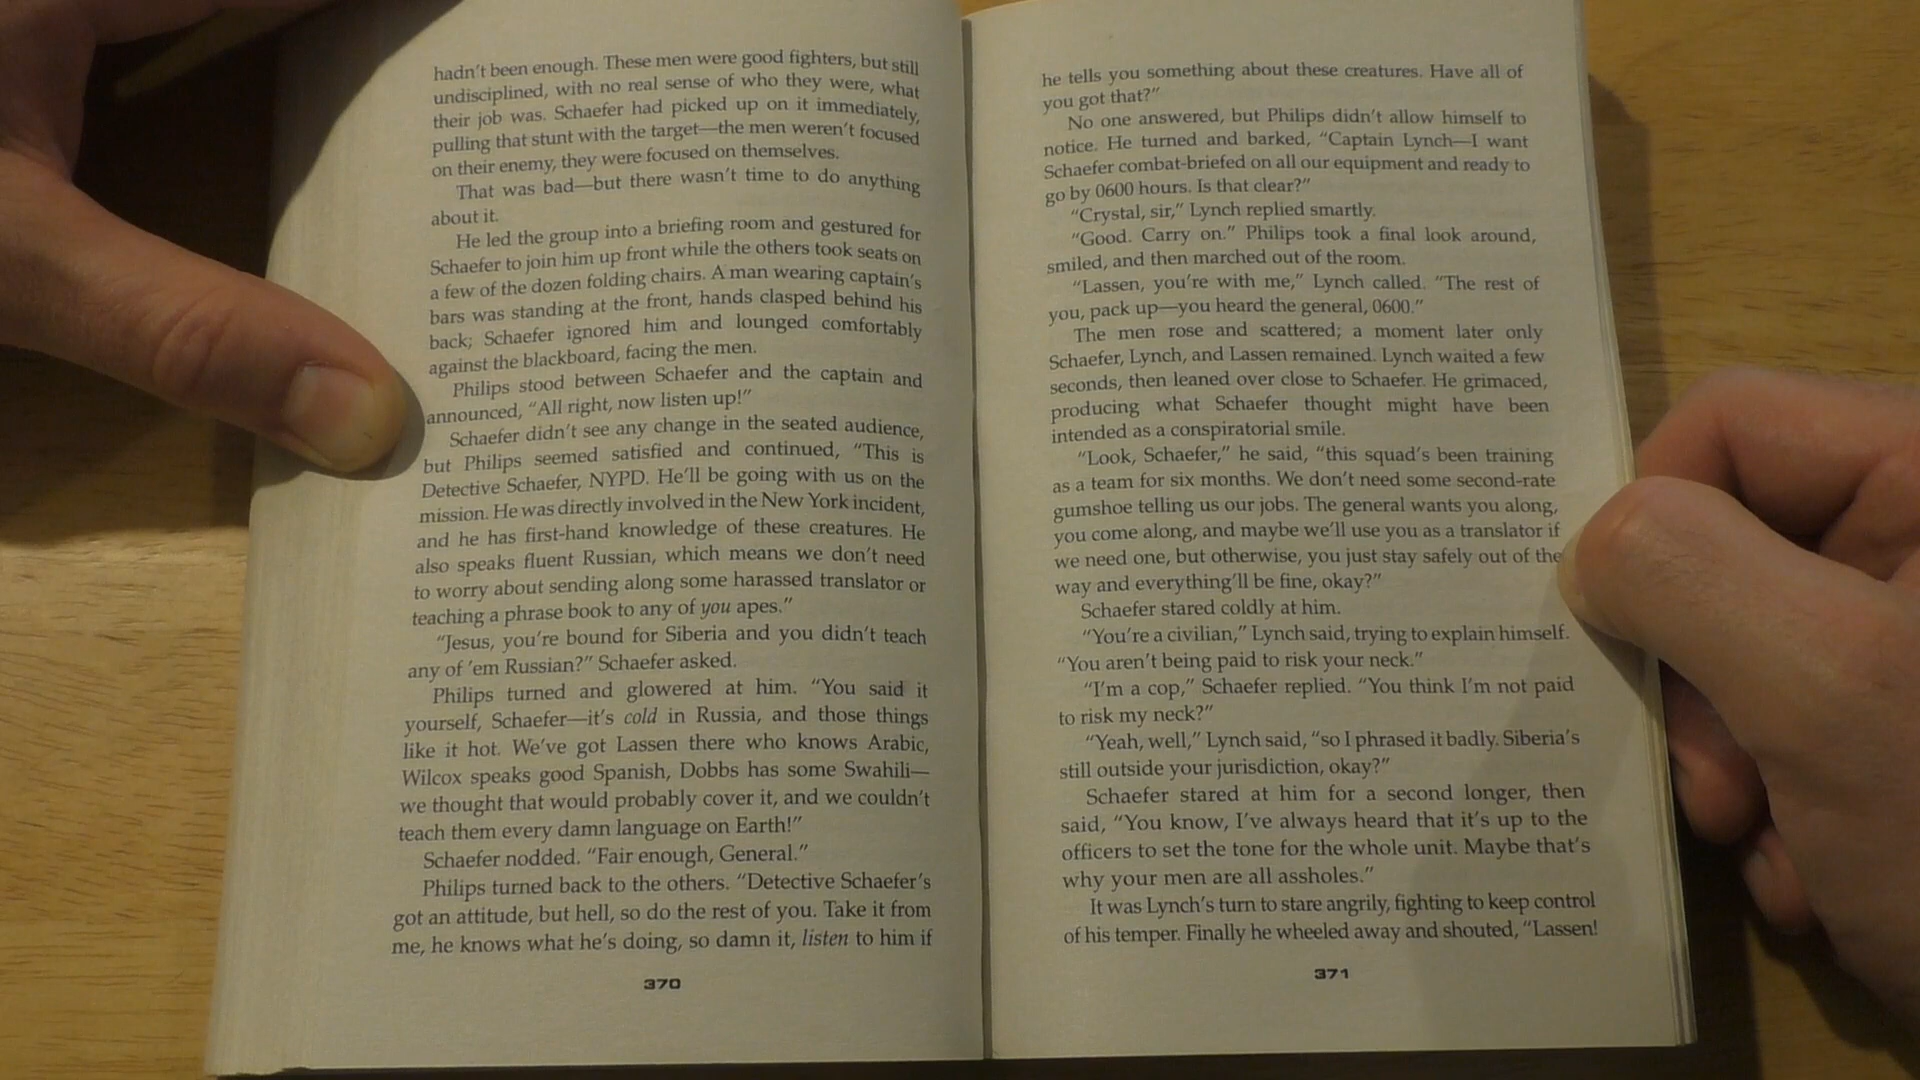 hadn't been enough. These men were good fighters, but still
undisciplined, with no real sense of who they were, what
their job was. Schaefer had picked up on it immediately,
pulling that stunt with the target—the men weren't focused
on their enemy, they were focused on themselves.
That was bad—but there wasn't time to do anything
about it.
He led the group into a briefing room and gestured for
Schaefer to join him up front while the others took seats on
a few of the dozen folding chairs. A man wearing captain's
bars was standing at the front, hands clasped behind his
back; Schaefer ignored him and lounged comfortably
against the blackboard, facing the men.
Philips stood between Schaefer and the captain and
announced, “All right, now listen up!”
Schaefer didn't see any change in the seated audience,
but Philips seemed satisfied and continued, “This is
Detective Schaefer, NYPD. He'll be going with us on the
mission. He was directly involved in the New York incident,
and he has first-hand knowledge of these creatures. He
also speaks fluent Russian, which means we don't need
to worry about sending along some harassed translator or
teaching a phrase book to any of you apes.”
“Jesus, you're bound for Siberia and you didn't teach
any of 'em Russian?” Schaefer asked.
Philips turned and glowered at him. “You said it
yourself, Schaefer—it's cold in Russia, and those things
like it hot. We've got Lassen there who knows Arabic,
Wilcox speaks good Spanish, Dobbs has some Swahili—
we thought that would probably cover it, and we couldn't
teach them every damn language on Earth!”
Schaefer nodded. “Fair enough, General.”
Philips turned back to the others. “Detective Schaefer's
got an attitude, but hell, so do the rest of you. Take it from
me, he knows what he's doing, so damn it, listen to him if
370
he tells you something about these creatures. Have all of
you got that?”
No one answered, but Philips didn't allow himself to
notice. He turned and barked, “Captain Lynch—I want
Schaefer combat-briefed on all our equipment and ready to
go by 0600 hours. Is that clear?”
“Crystal, sir,” Lynch replied smartly.
“Good. Carry on.” Philips took a final look around,
smiled, and then marched out of the room.
“Lassen, you're with me,” Lynch called. “The rest of
you, pack up—you heard the general, 0600.”
The men rose and scattered; a moment later only
Schaefer, Lynch, and Lassen remained. Lynch waited a few
seconds, then leaned over close to Schaefer. He grimaced,
producing what Schaefer thought might have been
intended as a conspiratorial smile.
“Look, Schaefer,” he said, “this squad's been training
as a team for six months. We don't need some second-rate
gumshoe telling us our jobs. The general wants you along,
you come along, and maybe we'll use you as a translator if
we need one, but otherwise, you just stay safely out of the
way and everything'll be fine, okay?”
Schaefer stared coldly at him.
“You're a civilian,” Lynch said, trying to explain himself.
“You aren't being paid to risk your neck.”
“I'm a cop,” Schaefer replied. “You think I'm not paid
to risk my neck?”
“Yeah, well,” Lynch said, “so I phrased it badly. Siberia's
still outside your jurisdiction, okay?”
Schaefer stared at him for a second longer, then
said, “You know, I've always heard that it's up to the
officers to set the tone for the whole unit. Maybe that's
why your men are all assholes.”
It was Lynch's turn to stare angrily, fighting to keep control
of his temper. Finally he wheeled away and shouted, “Lassen!
371